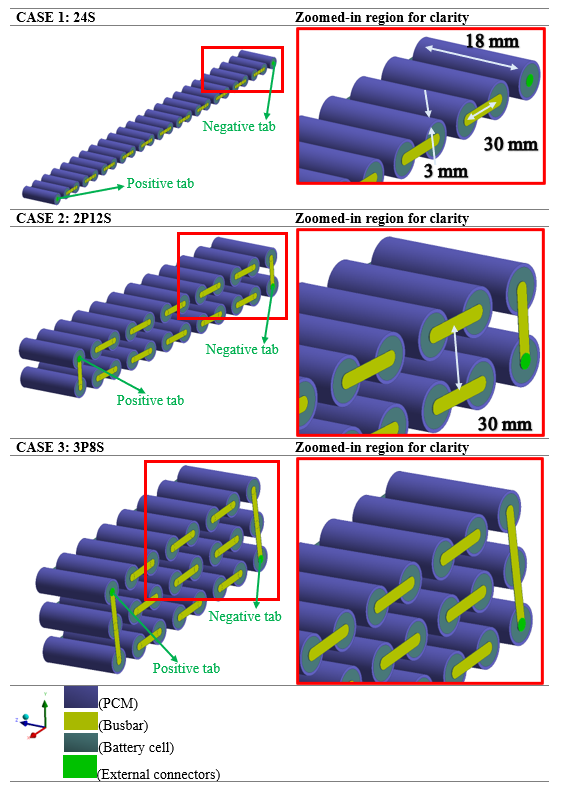 CASE 1: 24S
Zoomed-in region for clarity
Negative tab
Positive tab
18 mm
30 mm
3 mm
CASE 2: 2P12S
Zoomed-in region for clarity
Negative tab
Positive tab
30 mm
CASE 3: 3P8S
Zoomed-in region for clarity
Negative tab
Positive tab
(PCM)
(Busbar)
(Battery cell)
(External connectors)